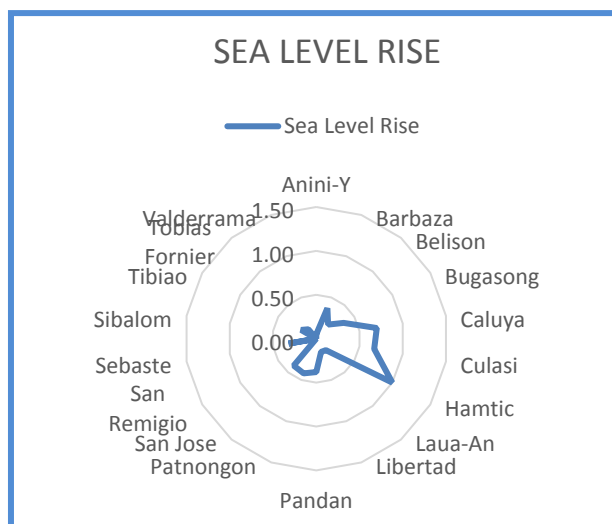 SEA LEVEL RISE
Sea Level Rise
Anini-Y
Barbaza
Belison
Bugasong
Caluya
Culasi
Hamtic
Laua-An
Libertad
Pandan
Patnongon
San Jose
San
Remigio
Sebaste
Sibalom
Tibiao
Tobias
Fornier
Valderrama
1.50
1.00
0.50
0.00